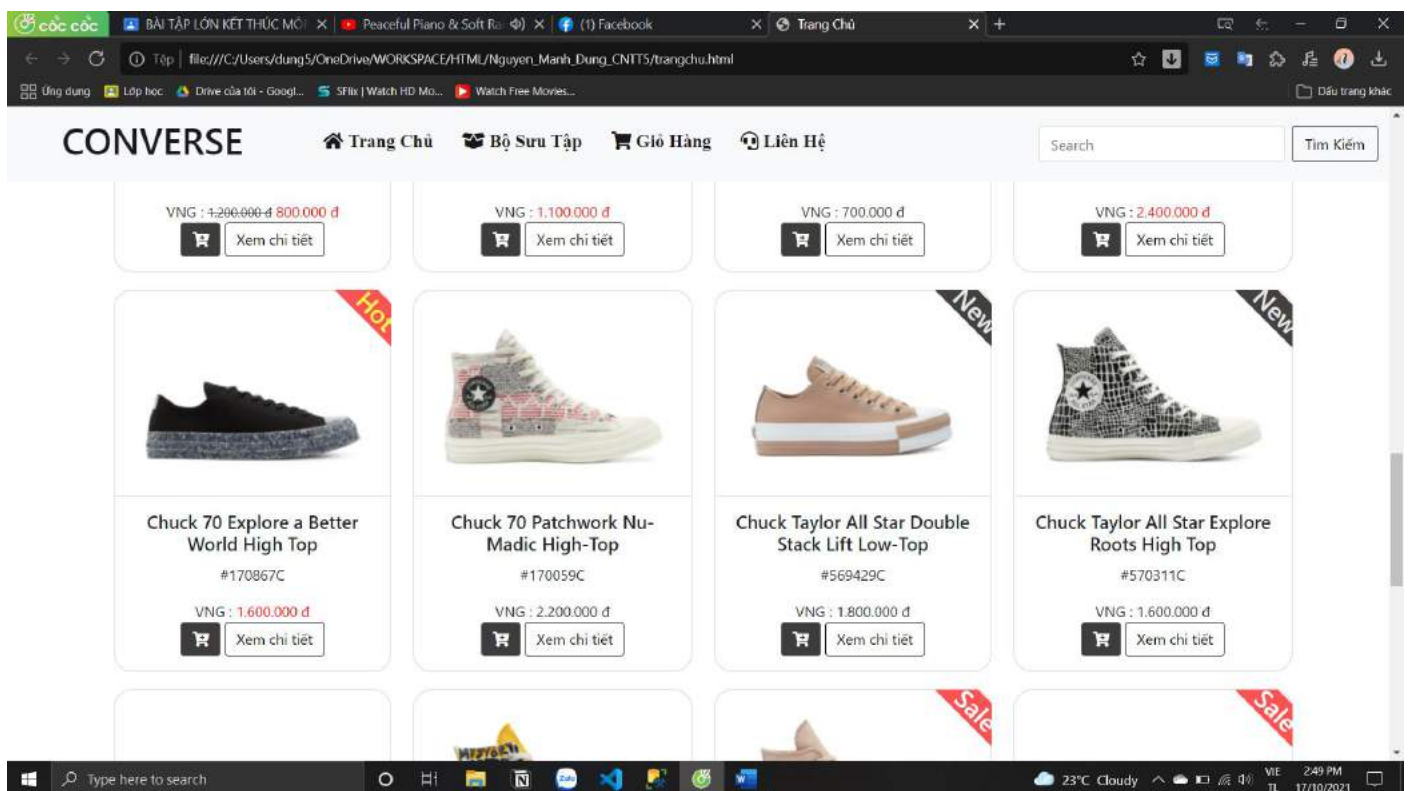 cốc cốc
BÀI TẬP LỚN KẾT THÚC MÔ
Peaceful Piano & Soft Ra
(1) Facebook
Trang Chủ
Tệp
file:///C:/Users/dung5/OneDrive/WORKSPACE/HTML/Nguyen_Manh_Dung_CNTT5/trangchu.html
Ứng dụng
Lớp học
Drive của tôi - Googl...
SFlix | Watch HD Mo...
Watch Free Movies...
Dấu trang khác
CONVERSE
Trang Chủ
Bộ Sưu Tập
Giỏ Hàng
Liên Hệ
Search
Tìm Kiếm
VNG : 1.200.000 đ 800.000 đ
VNG : 1.100.000 đ
VNG : 700.000 đ
VNG : 2.400.000 đ
Xem chi tiết
Xem chi tiết
Xem chi tiết
Xem chi tiết
Hot
New
New
Chuck 70 Explore a Better
World High Top
#170867C
VNG : 1.600.000 đ
Xem chi tiết
Chuck 70 Patchwork Nu-
Madic High-Top
#170059C
VNG : 2.200.000 đ
Xem chi tiết
Chuck Taylor All Star Double
Stack Lift Low-Top
#569429C
VNG : 1.800.000 đ
Xem chi tiết
Chuck Taylor All Star Explore
Roots High Top
#570311C
VNG : 1.600.000 đ
Xem chi tiết
Sale
Sale
Type here to search
Zalo
23°C Cloudy
VIE
TL
2:49 PM
17/10/2021